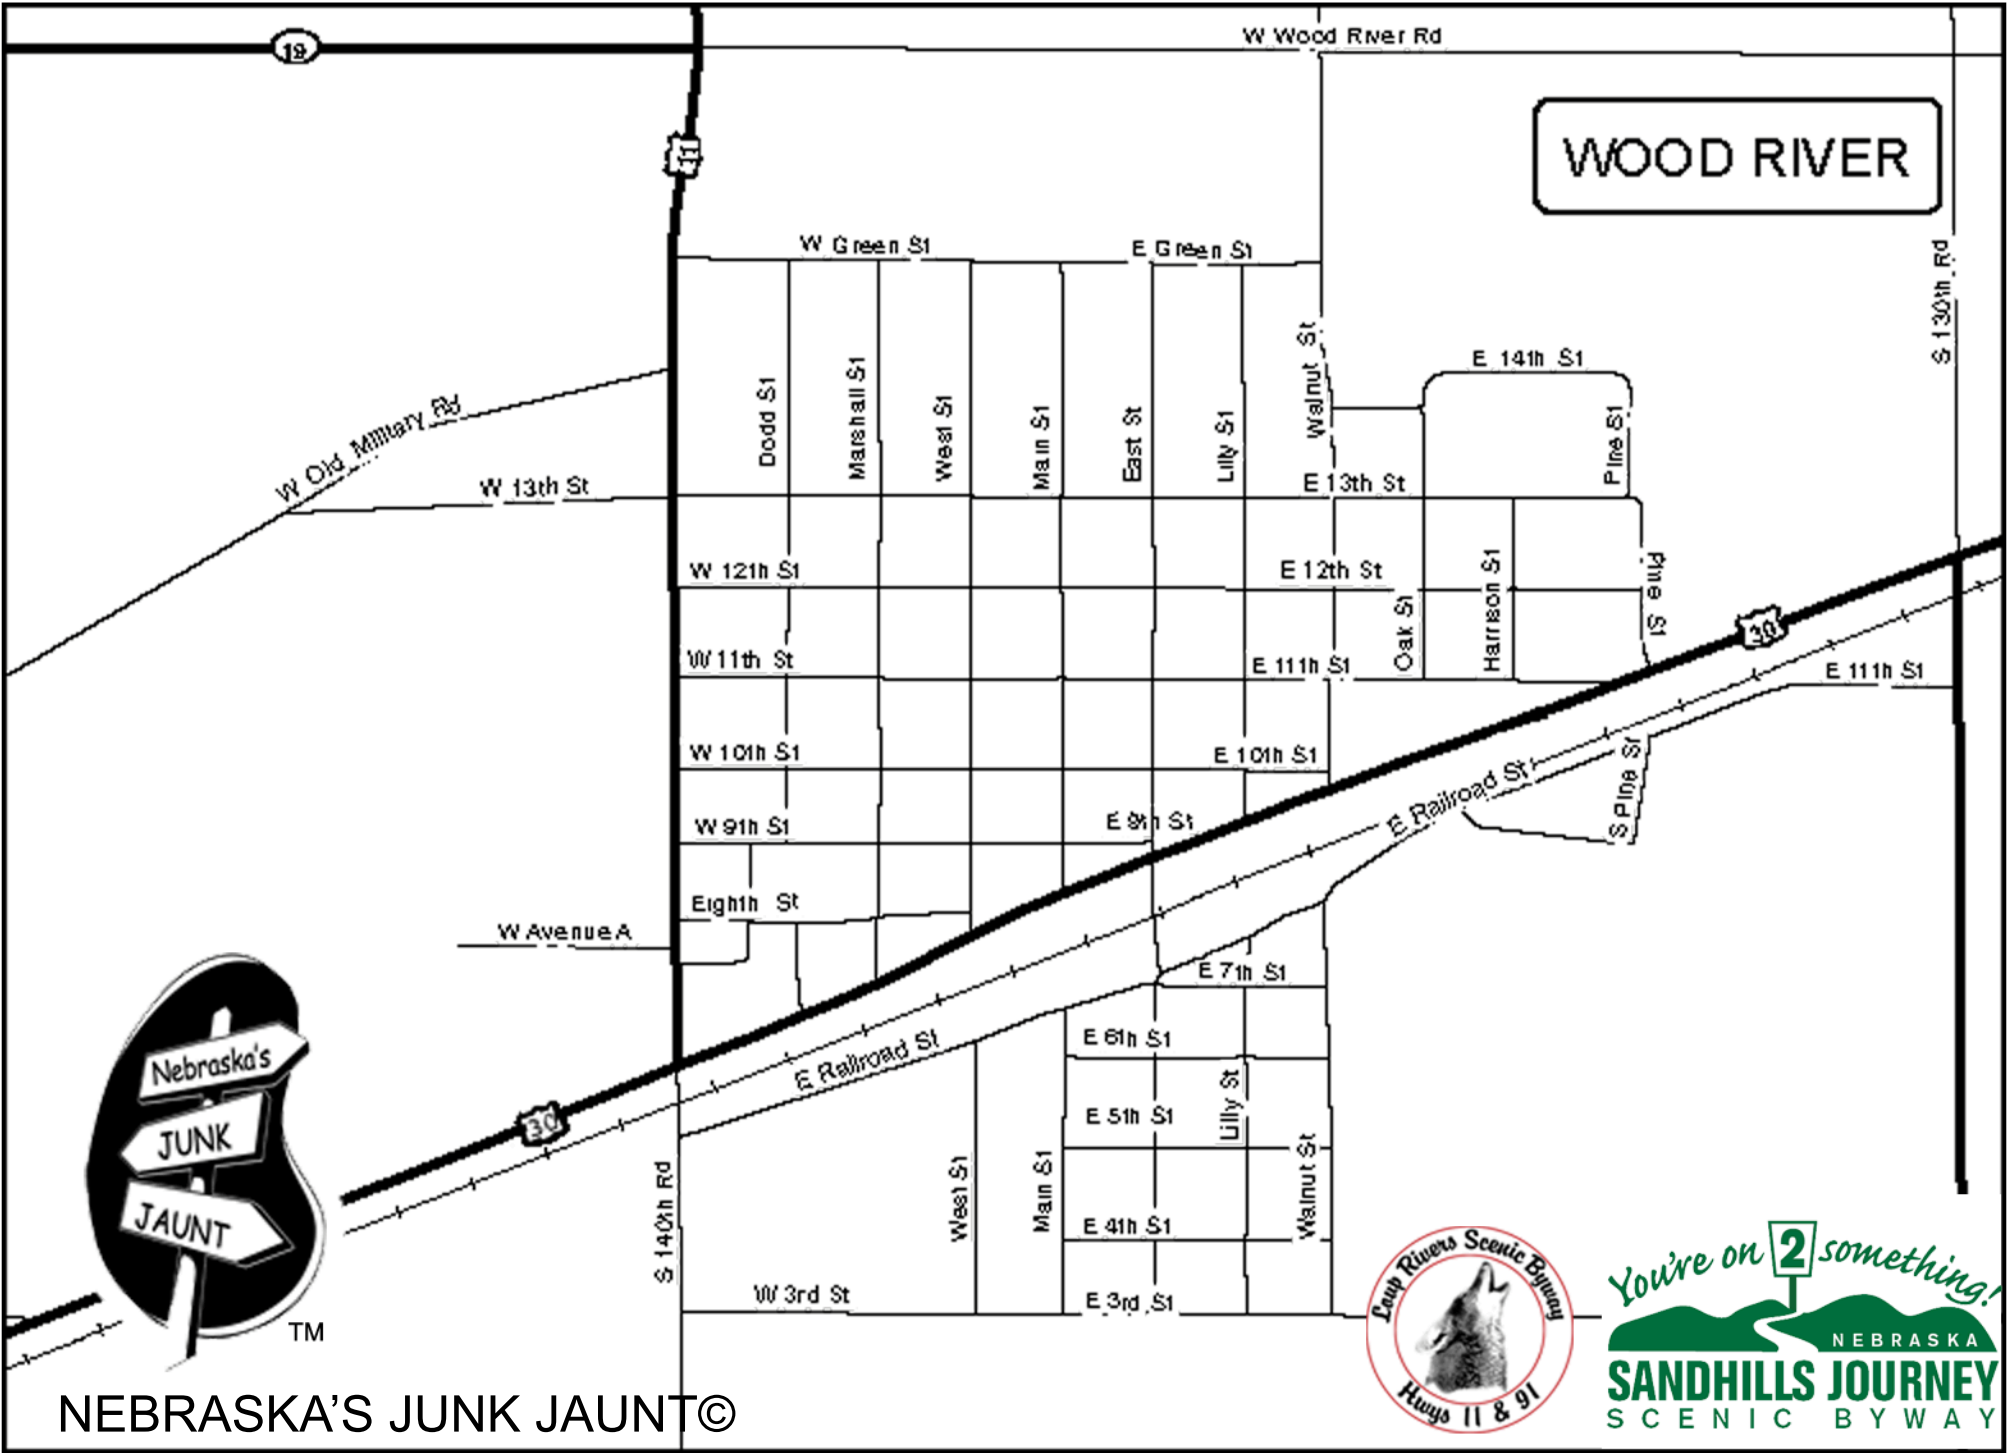 W Wood River Rd
19
11
WOOD RIVER
W Green St
E Green St
S 130th Rd
Walnut St
E 14th St
Dodd St
Marshall St
West St
Main St
East St
Lilly St
Pine St
W Old Military Rd
W 13th St
E 13th St
W 12th St
E 12th St
Oak St
Harrison St
Pine St
30
W 11th St
E 11th St
E 11th St
W 10th St
E 10th St
S Pine St
E Railroad St
W 9th St
E 9th St
Eighth St
W Avenue A
E 7th St
E 6th St
E Railroad St
Lilly St
E 5th St
30
S 140th Rd
West St
Main St
Walnut St
E 4th St
W 3rd St
E 3rd St
Nebraska's
JUNK
JAUNT
TM
NEBRASKA'S JUNK JAUNT©
Loup Rivers Scenic Byway
Hwys 11 & 91
You're on 2 something!
NEBRASKA
SANDHILLS JOURNEY
SCENIC BYWAY